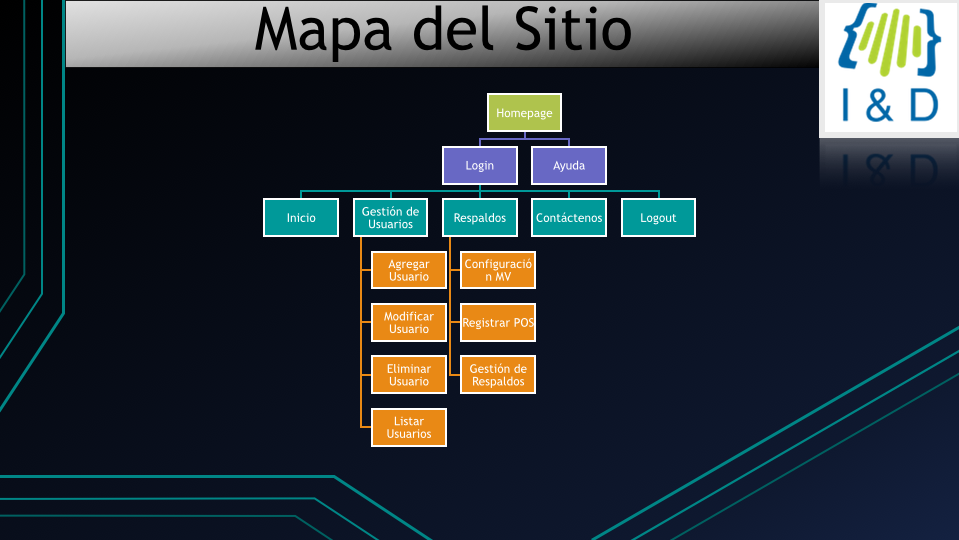 Mapa del Sitio
I & D
Homepage
Login
Ayuda
Inicio
Gestión de
Usuarios
Respaldos
Contáctenos
Logout
Agregar
Usuario
Configuració
n MV
Modificar
Usuario
Registrar POS
Eliminar
Usuario
Gestión de
Respaldos
Listar
Usuarios